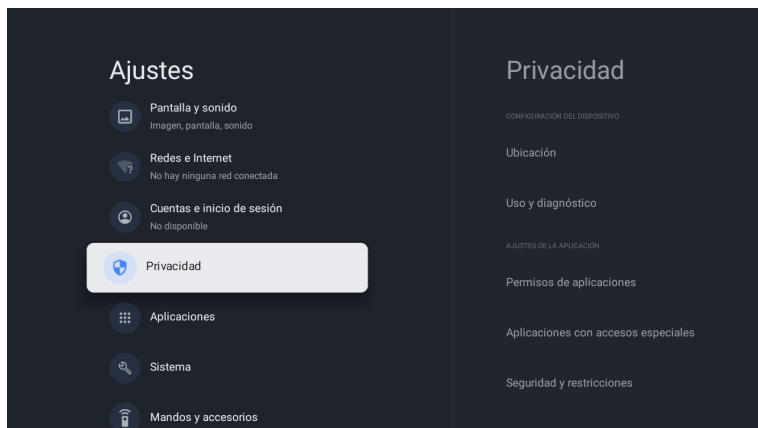 Ajustes
Pantalla y sonido
Imagen, pantalla, sonido
Redes e Internet
No hay ninguna red conectada
Cuentas e inicio de sesión
No disponible
Privacidad
Aplicaciones
Sistema
Mandos y accesorios
Privacidad
CONFIGURACIÓN DEL DISPOSITIVO
Ubicación
Uso y diagnóstico
AJUSTES DE LA APLICACIÓN
Permisos de aplicaciones
Aplicaciones con accesos especiales
Seguridad y restricciones